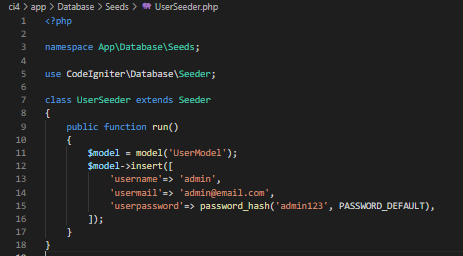 ci4 > app > Database > Seeds > UserSeeder.php
1 <?php
2
3 namespace App\Database\Seeds;
4
5 use CodeIgniter\Database\Seeder;
6
7 class UserSeeder extends Seeder
8 {
9 public function run()
10 {
11 $model = model('UserModel');
12 $model->insert([
13 'username'=> 'admin',
14 'usermail'=> 'admin@email.com',
15 'userpassword'=> password_hash('admin123', PASSWORD_DEFAULT),
16 ]);
17 }
18 }